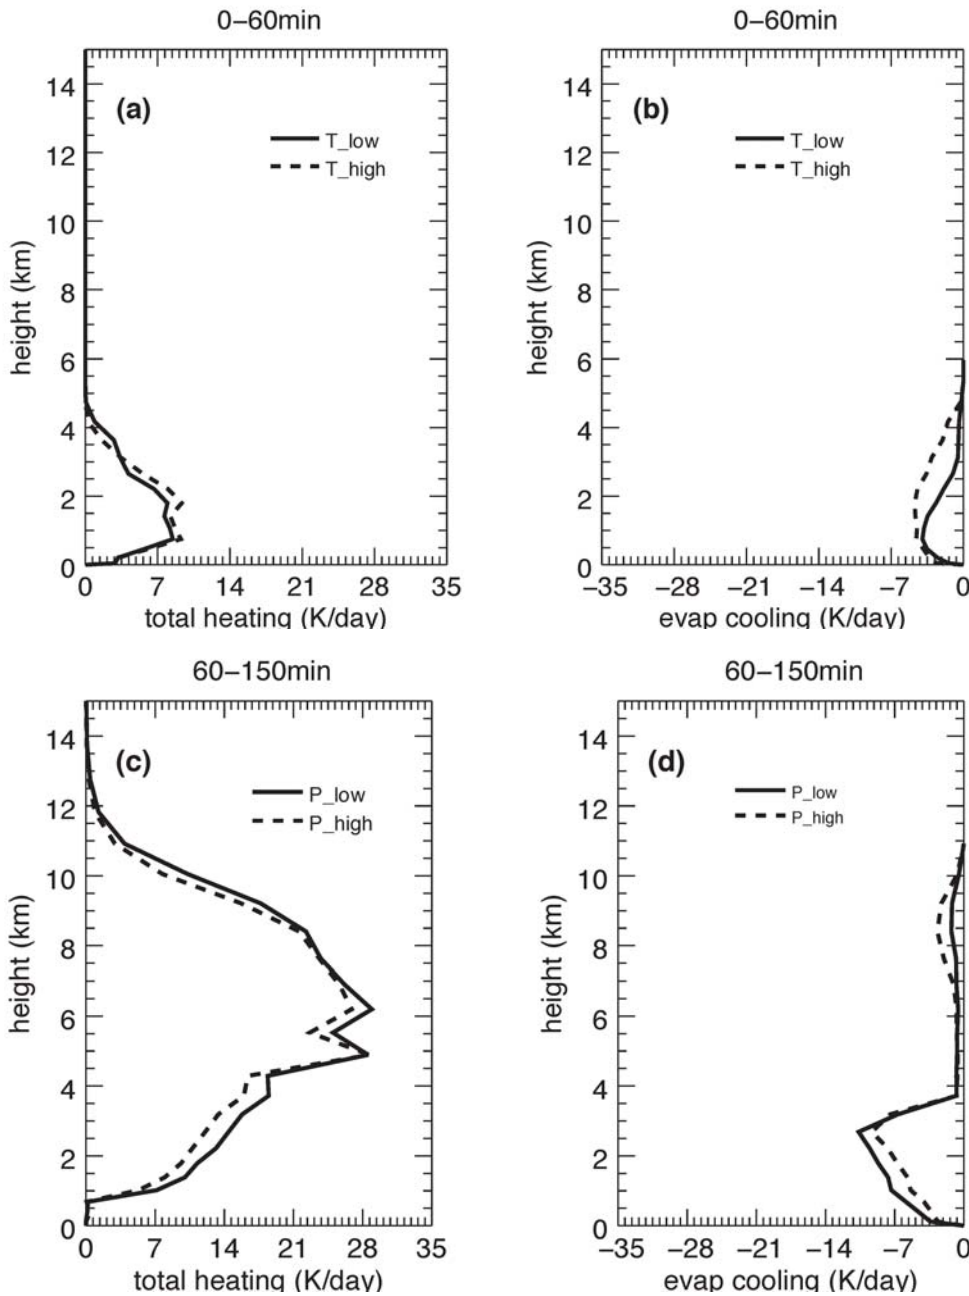 0−60min
14
12
10
8
6
4
2
0
height (km)
(a)
T_low
T_high
0 7 14 21 28 35
total heating (K/day)
0−60min
14
12
10
8
6
4
2
0
height (km)
(b)
T_low
T_high
−35 −28 −21 −14 −7 0
evap cooling (K/day)
60−150min
14
12
10
8
6
4
2
0
height (km)
(c)
P_low
P_high
0 7 14 21 28 35
total heating (K/day)
60−150min
14
12
10
8
6
4
2
0
height (km)
(d)
P_low
P_high
−35 −28 −21 −14 −7 0
evap cooling (K/day)